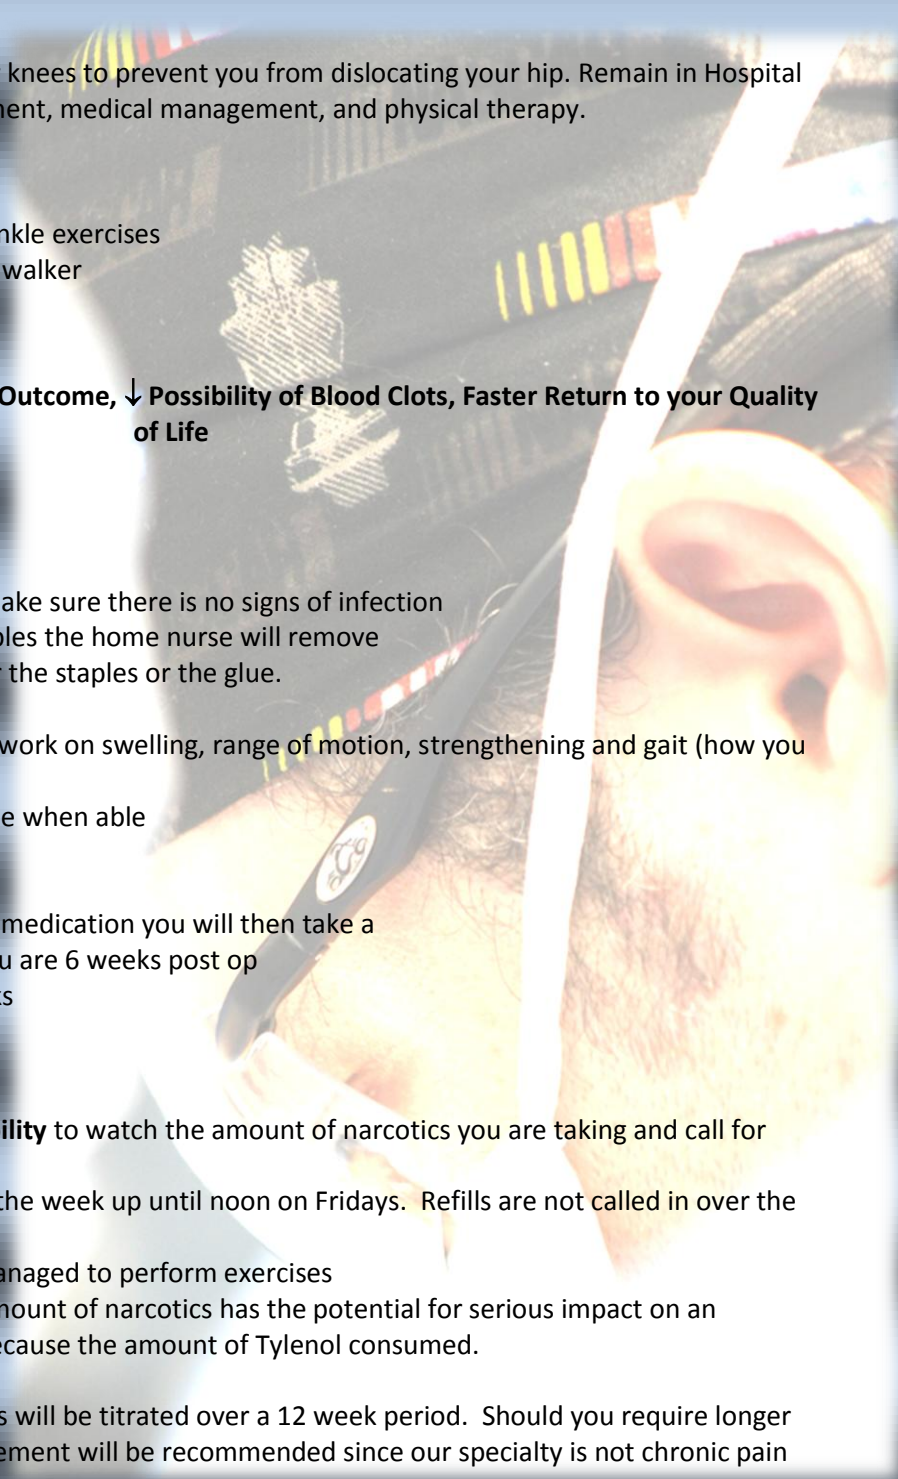 knees to prevent you from dislocating your hip. Remain in Hospital
ment, medical management, and physical therapy.
nkle exercises
walker
Outcome, ↓ Possibility of Blood Clots, Faster Return to your Quality
of Life
ake sure there is no signs of infection
ples the home nurse will remove
r the staples or the glue.
work on swelling, range of motion, strengthening and gait (how you
e when able
medication you will then take a
u are 6 weeks post op
ks
ility to watch the amount of narcotics you are taking and call for
the week up until noon on Fridays. Refills are not called in over the
anaged to perform exercises
mount of narcotics has the potential for serious impact on an
ecause the amount of Tylenol consumed.
s will be titrated over a 12 week period. Should you require longer
ement will be recommended since our specialty is not chronic pain